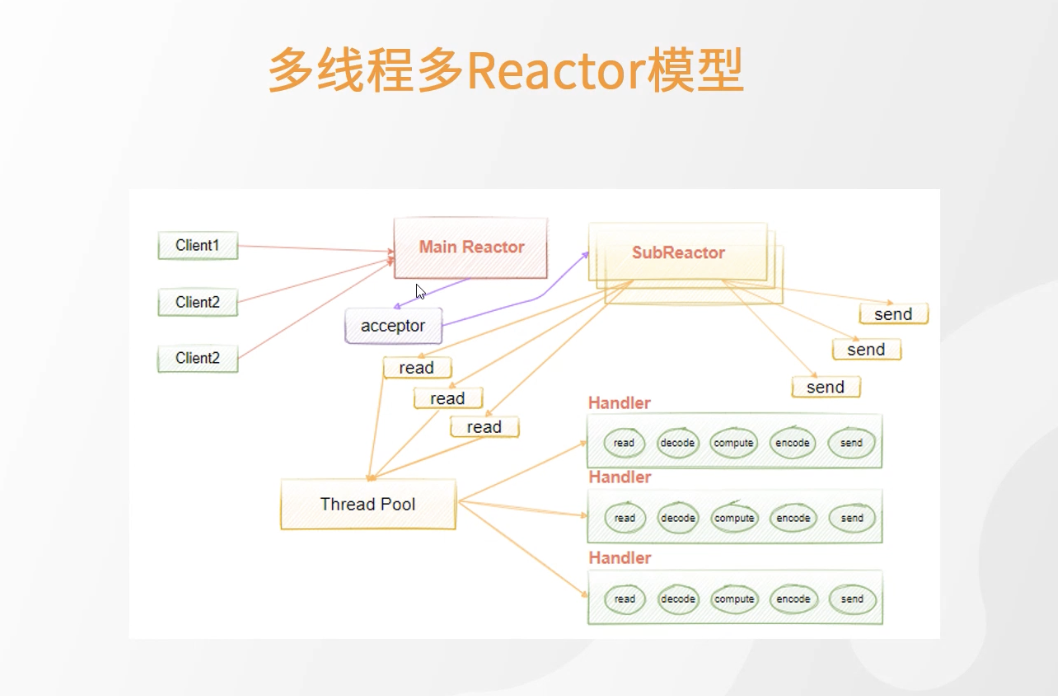 多线程多Reactor模型
Client1
Main Reactor
SubReactor
Client2
acceptor
send
Client2
send
read
send
read
read
Handler
read decode compute encode send
Handler
Thread Pool
read decode compute encode send
Handler
read decode compute encode send